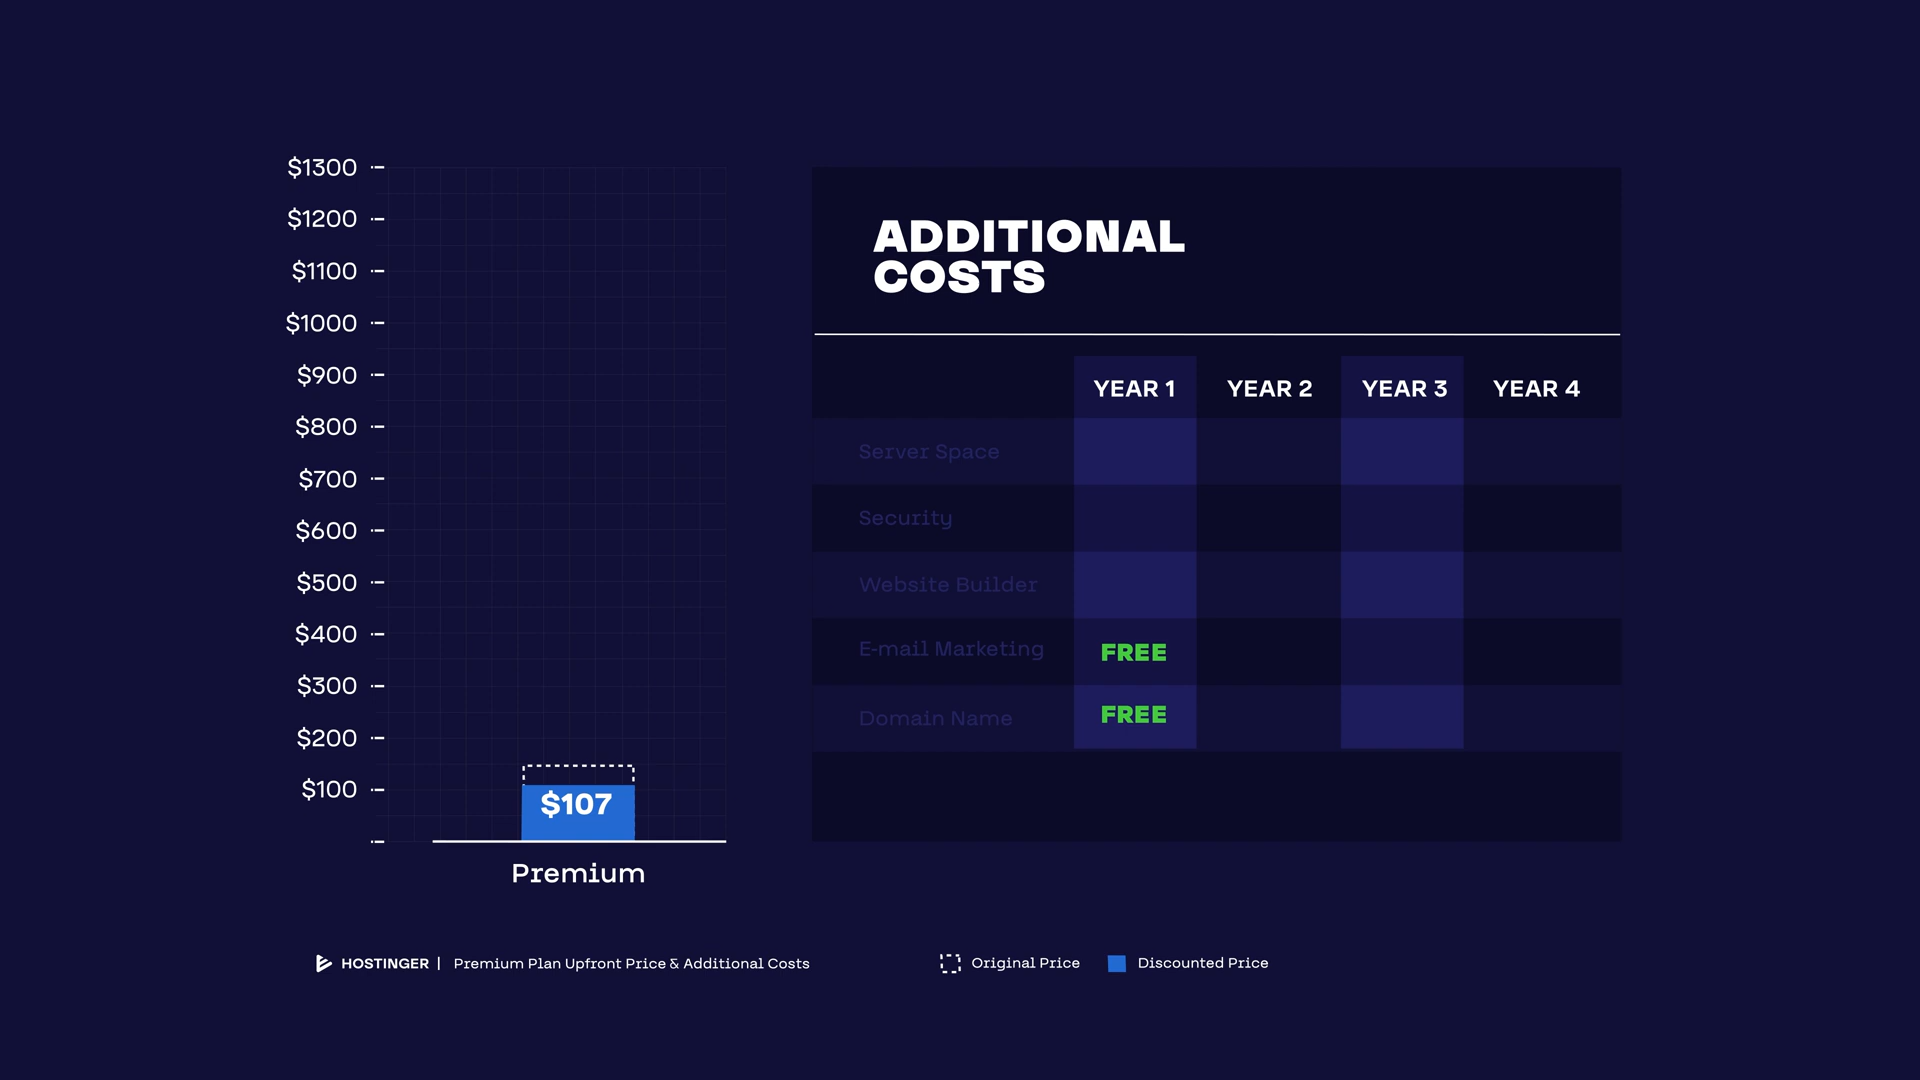 $1300
$1200
$1100
$1000
$900
$800
$700
$600
$500
$400
$300
$200
$100
$107
Premium
ADDITIONAL
COSTS
YEAR 1 YEAR 2 YEAR 3 YEAR 4
Server Space
Security
Website Builder
E-mail Marketing FREE
Domain Name FREE
HOSTINGER | Premium Plan Upfront Price & Additional Costs
Original Price Discounted Price